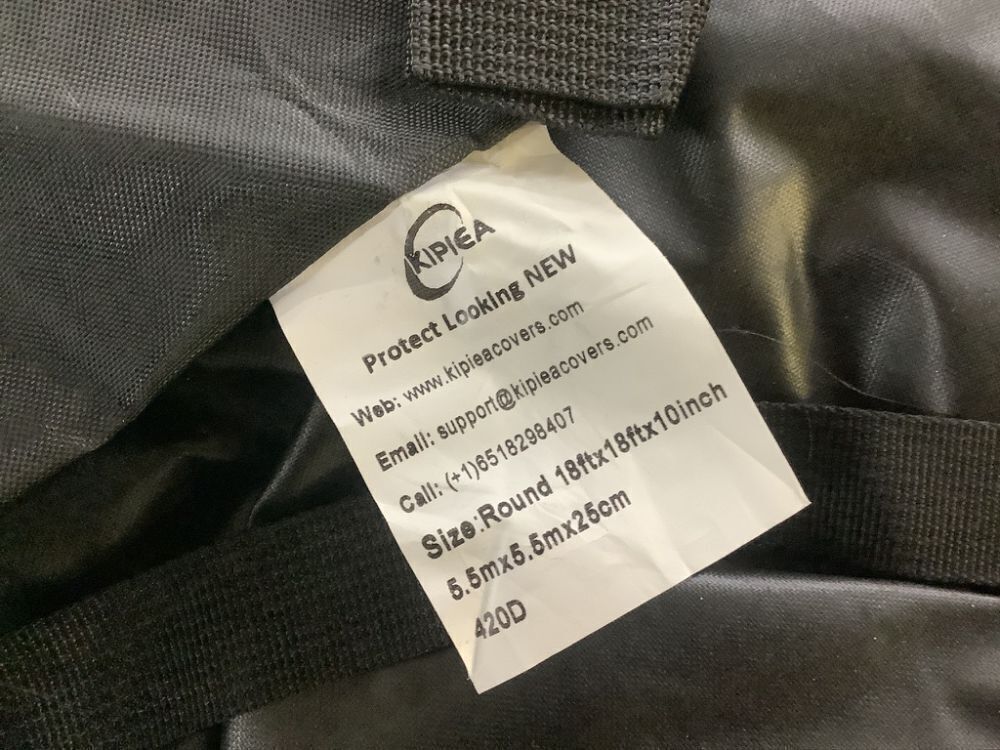 KIPIEA
Protect Looking NEW
Web: www.kipieacovers.com
Email: support@kipieacovers.com
Call: (+1)6518298407
Size:Round 18ftx18ftx10inch
5.5mx5.5mx25cm
420D